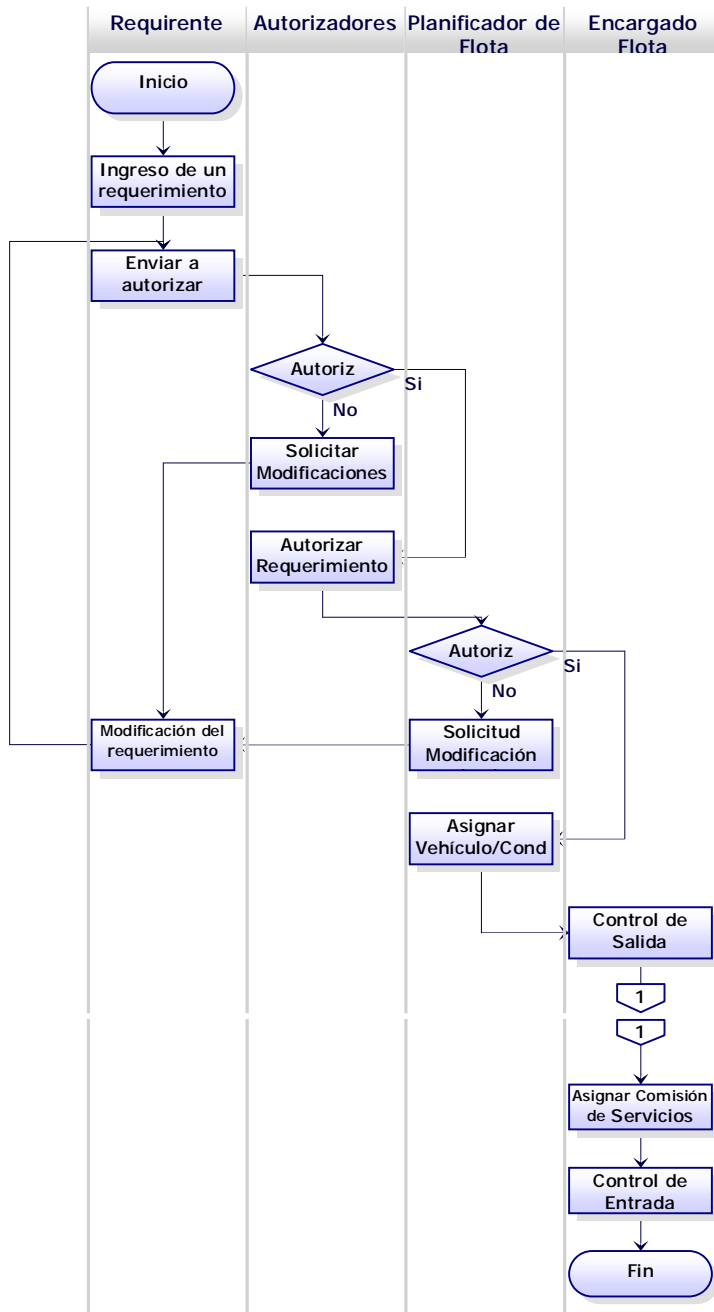 Requirente
Autorizadores
Planificador de
Flota
Encargado
Flota
Inicio
Ingreso de un
requerimiento
Enviar a
autorizar
Autoriz
Si
No
Solicitar
Modificaciones
Autorizar
Requerimiento
Autoriz
Si
No
Modificación del
requerimiento
Solicitud
Modificación
Asignar
Vehículo/Cond
Control de
Salida
1
1
Asignar Comisión
de Servicios
Control de
Entrada
Fin